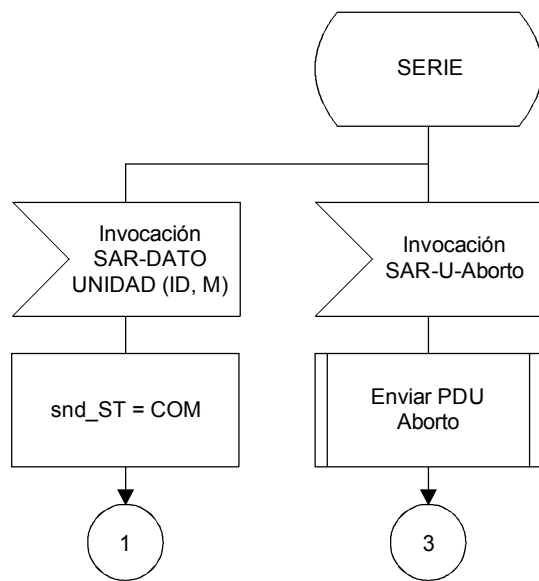 SERIE
Invocación
SAR-DATO
UNIDAD (ID, M)
Invocación
SAR-U-Aborto
snd_ST = COM
Enviar PDU
Aborto
1
3